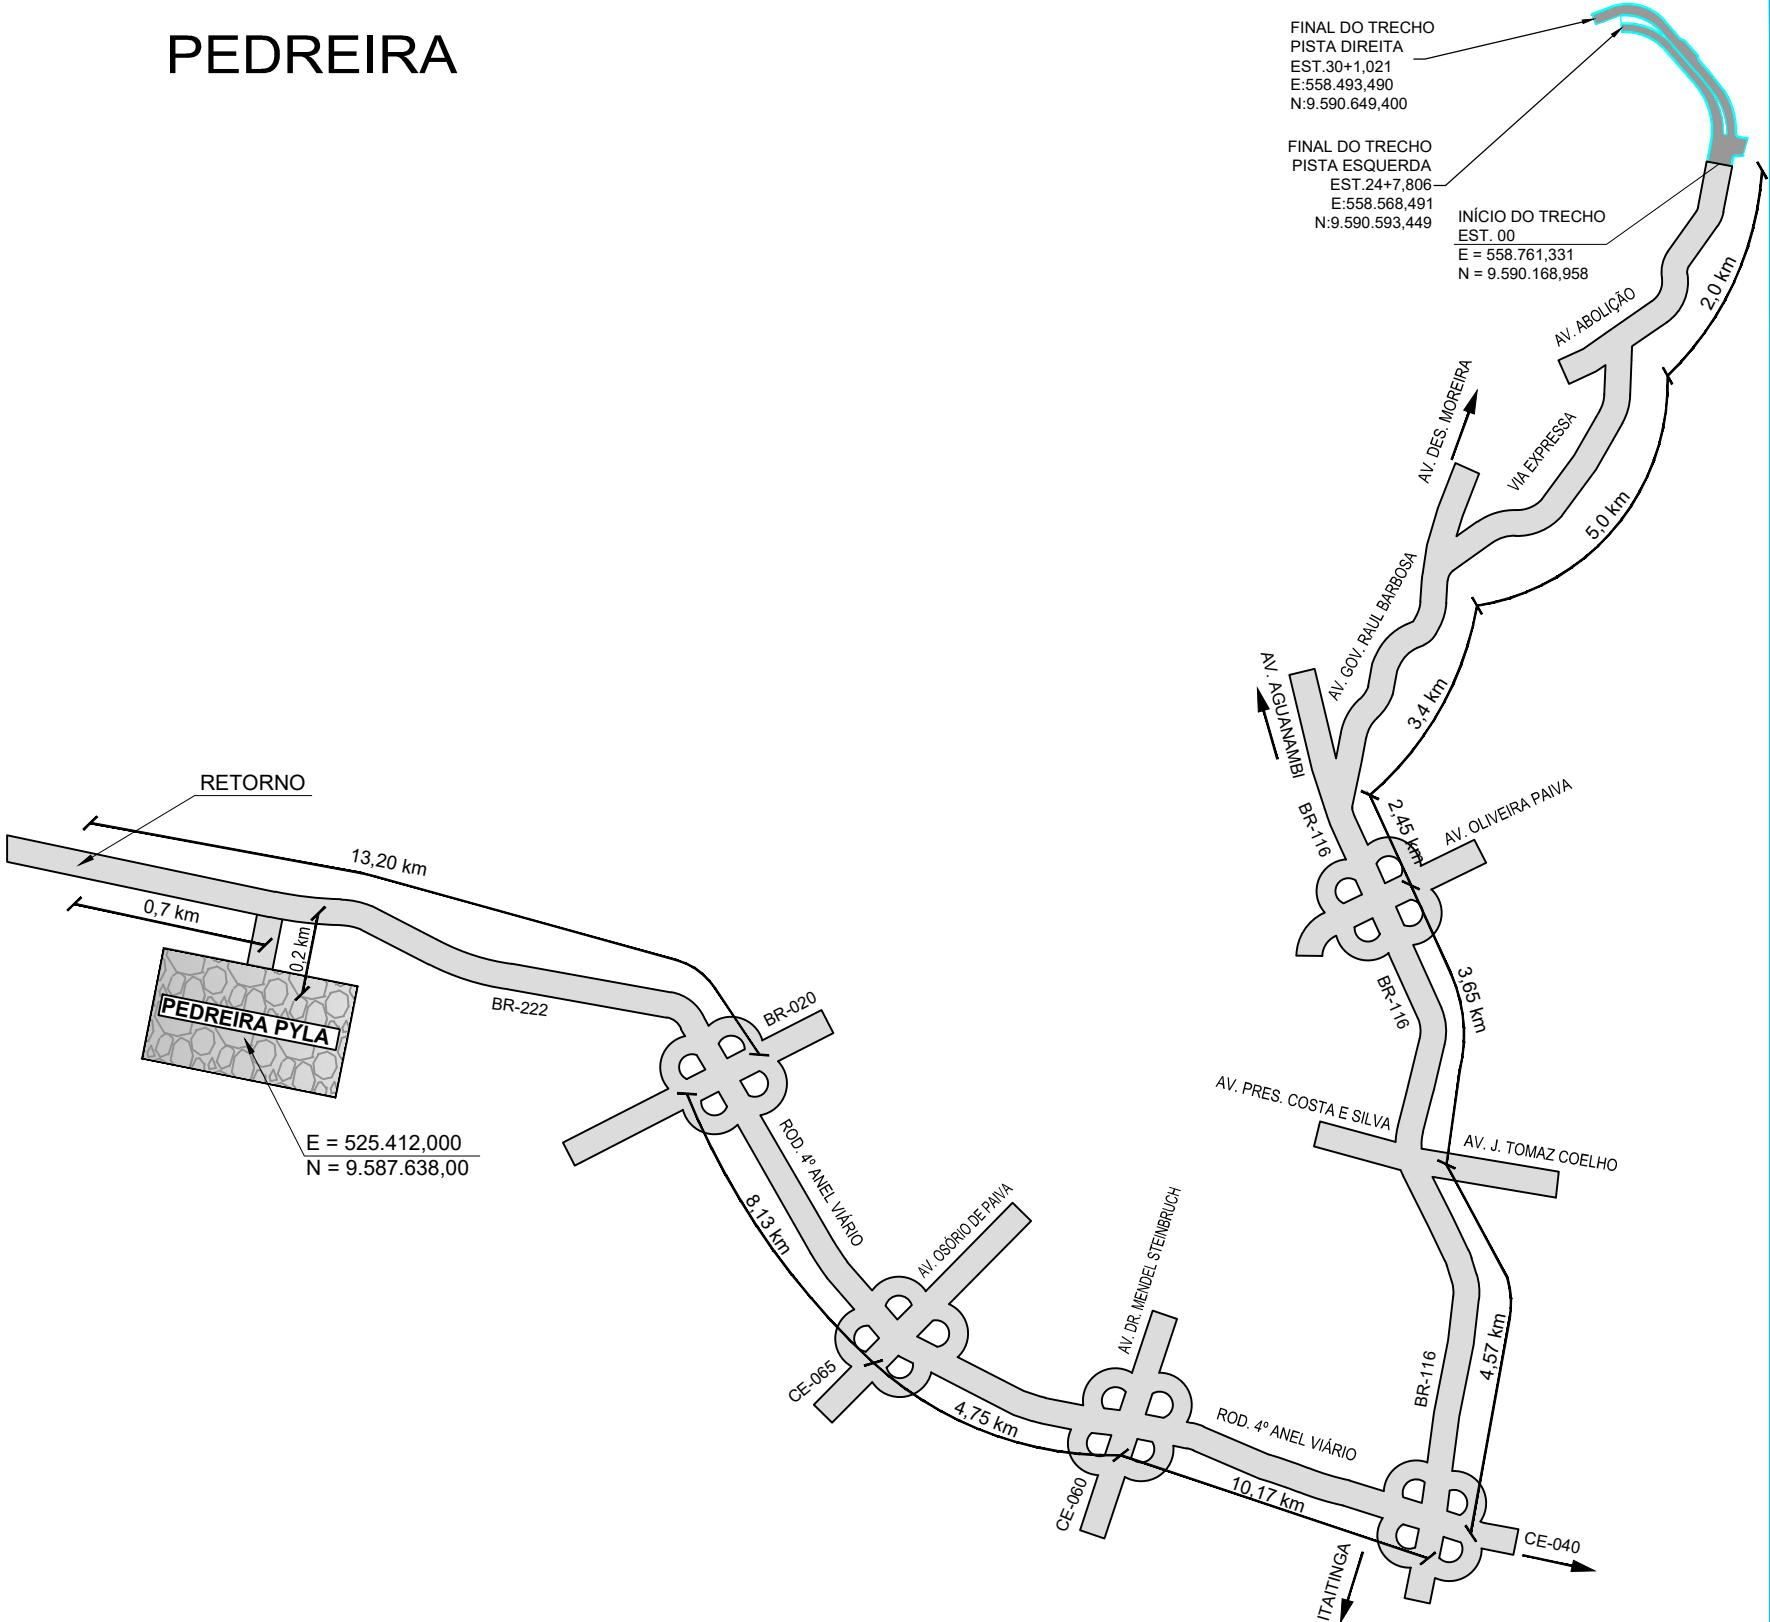 PEDREIRA
FINAL DO TRECHO
PISTA DIREITA
EST.30+1,021
E:558.493,490
N:9.590.649,400
FINAL DO TRECHO
PISTA ESQUERDA
EST.24+7,806
E:558.568,491
N:9.590.593,449
INÍCIO DO TRECHO
EST. 00
E = 558.761,331
N = 9.590.168,958
2,0 km
AV. ABOLIÇÃO
AV. DES. MOREIRA
VIA EXPRESSA
5,0 km
AV. GOV. RAUL BARBOSA
AV. AGUANAMBI
3,4 km
RETORNO
2,45 km
AV. OLIVEIRA PAIVA
BR-116
13,20 km
0,7 km
0,2 km
PEDREIRA PYLA
BR-222
BR-020
3,65 km
BR-116
AV. PRES. COSTA E SILVA
AV. J. TOMAZ COELHO
E = 525.412,000
N = 9.587.638,00
ROD. 4º ANEL VIÁRIO
8,13 km
AV. OSÓRIO DE PAIVA
AV. DR. MENDEL STEINBRUCH
4,57 km
BR-116
CE-065
4,75 km
ROD. 4º ANEL VIÁRIO
10,17 km
CE-060
CE-040
ITAITINGA